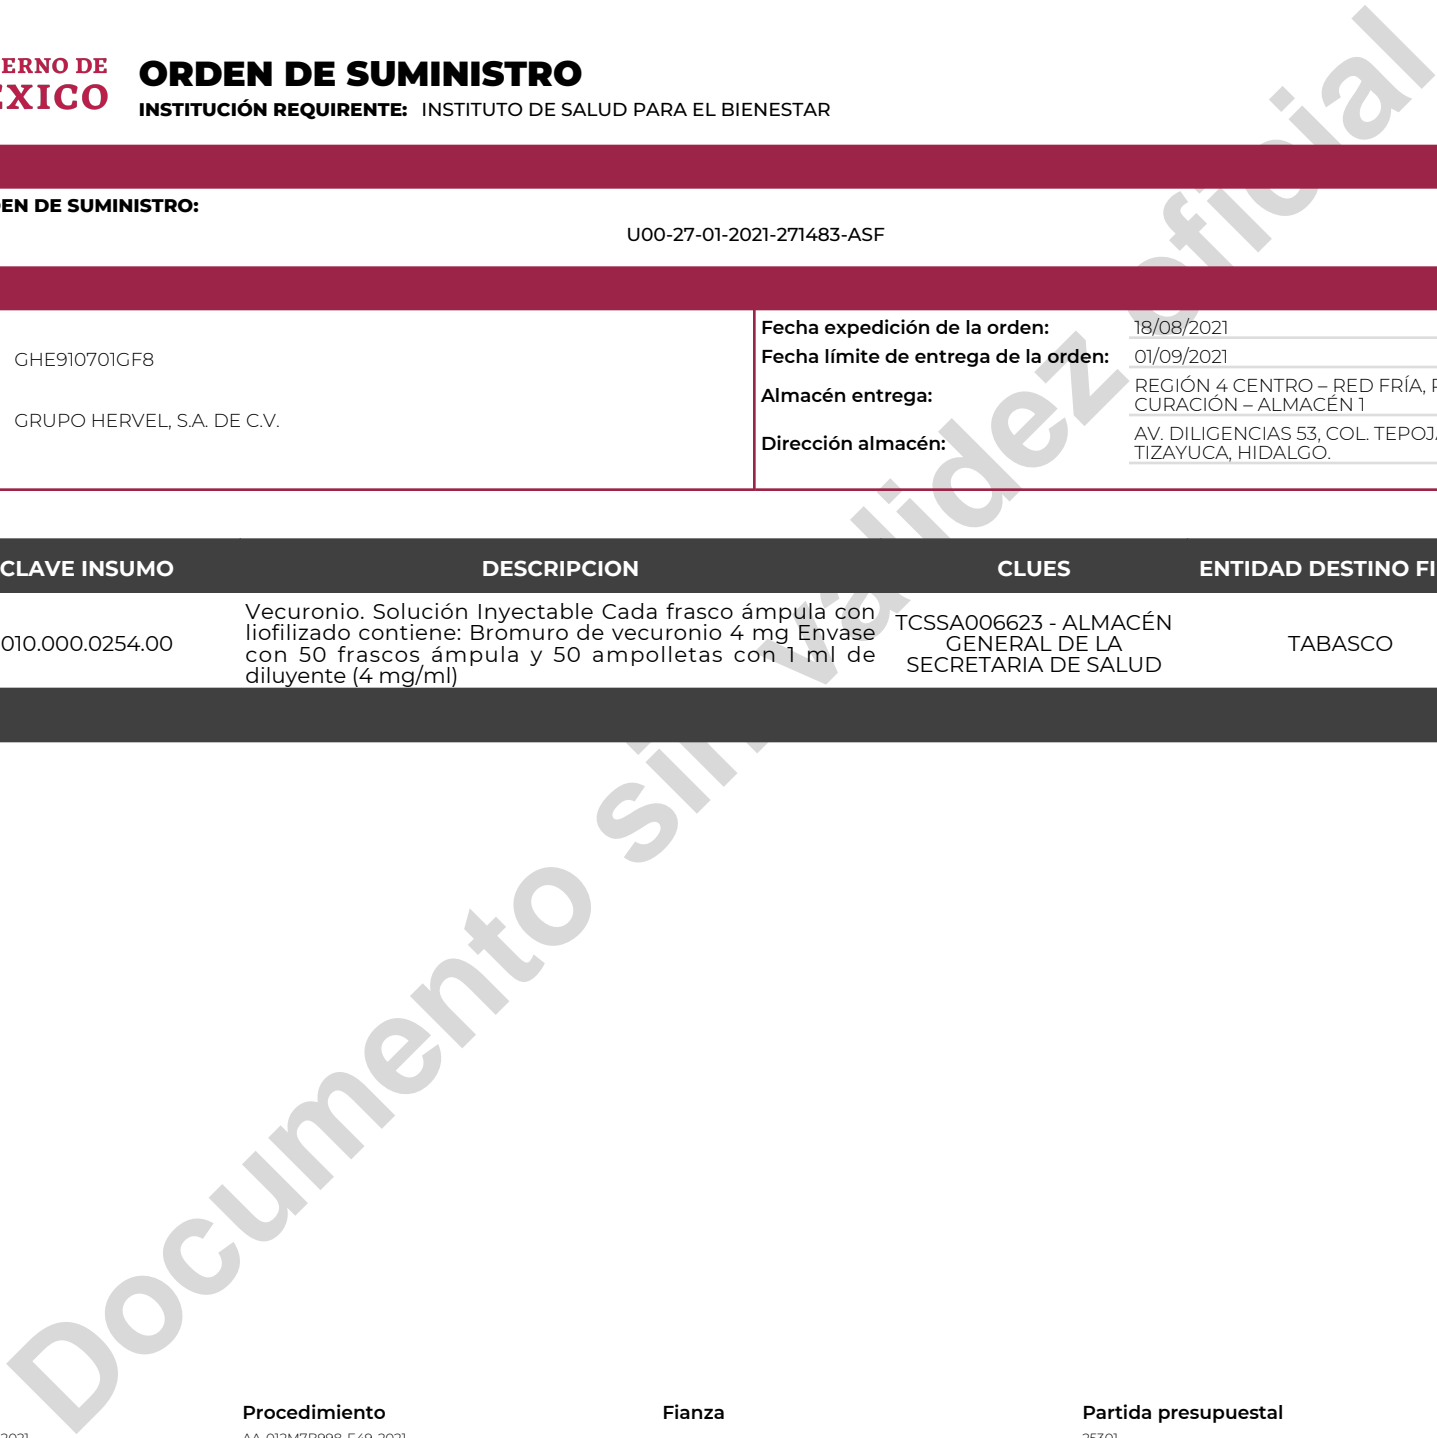 ORDEN DE SUMINISTRO
INSTITUCIÓN REQUIRENTE: INSTITUTO DE SALUD PARA EL BIENESTAR
ERNO DE
EXICO
EN DE SUMINISTRO:
U00-27-01-2021-271483-ASF
GHE910701GF8
GRUPO HERVEL, S.A. DE C.V.
Fecha expedición de la orden: 18/08/2021
Fecha límite de entrega de la orden: 01/09/2021
Almacén entrega: REGIÓN 4 CENTRO – RED FRÍA,
CURACIÓN – ALMACÉN 1
Dirección almacén: AV. DILIGENCIAS 53, COL. TEPOJA
TIZAYUCA, HIDALGO.
CLAVE INSUMO DESCRIPCION CLUES ENTIDAD DESTINO FI
010.000.0254.00
Vecuronio. Solución Inyectable Cada frasco ámpula con
liofilizado contiene: Bromuro de vecuronio 4 mg Envase
con 50 frascos ámpula y 50 ampolletas con 1 ml de
diluyente (4 mg/ml)
TCSSA006623 - ALMACÉN
GENERAL DE LA
SECRETARIA DE SALUD
TABASCO
Documento sin validez oficial
Procedimiento Fianza Partida presupuestal